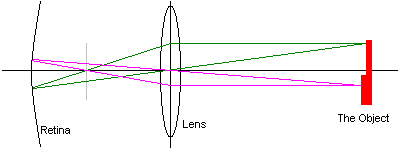 Retina
Lens
The Object